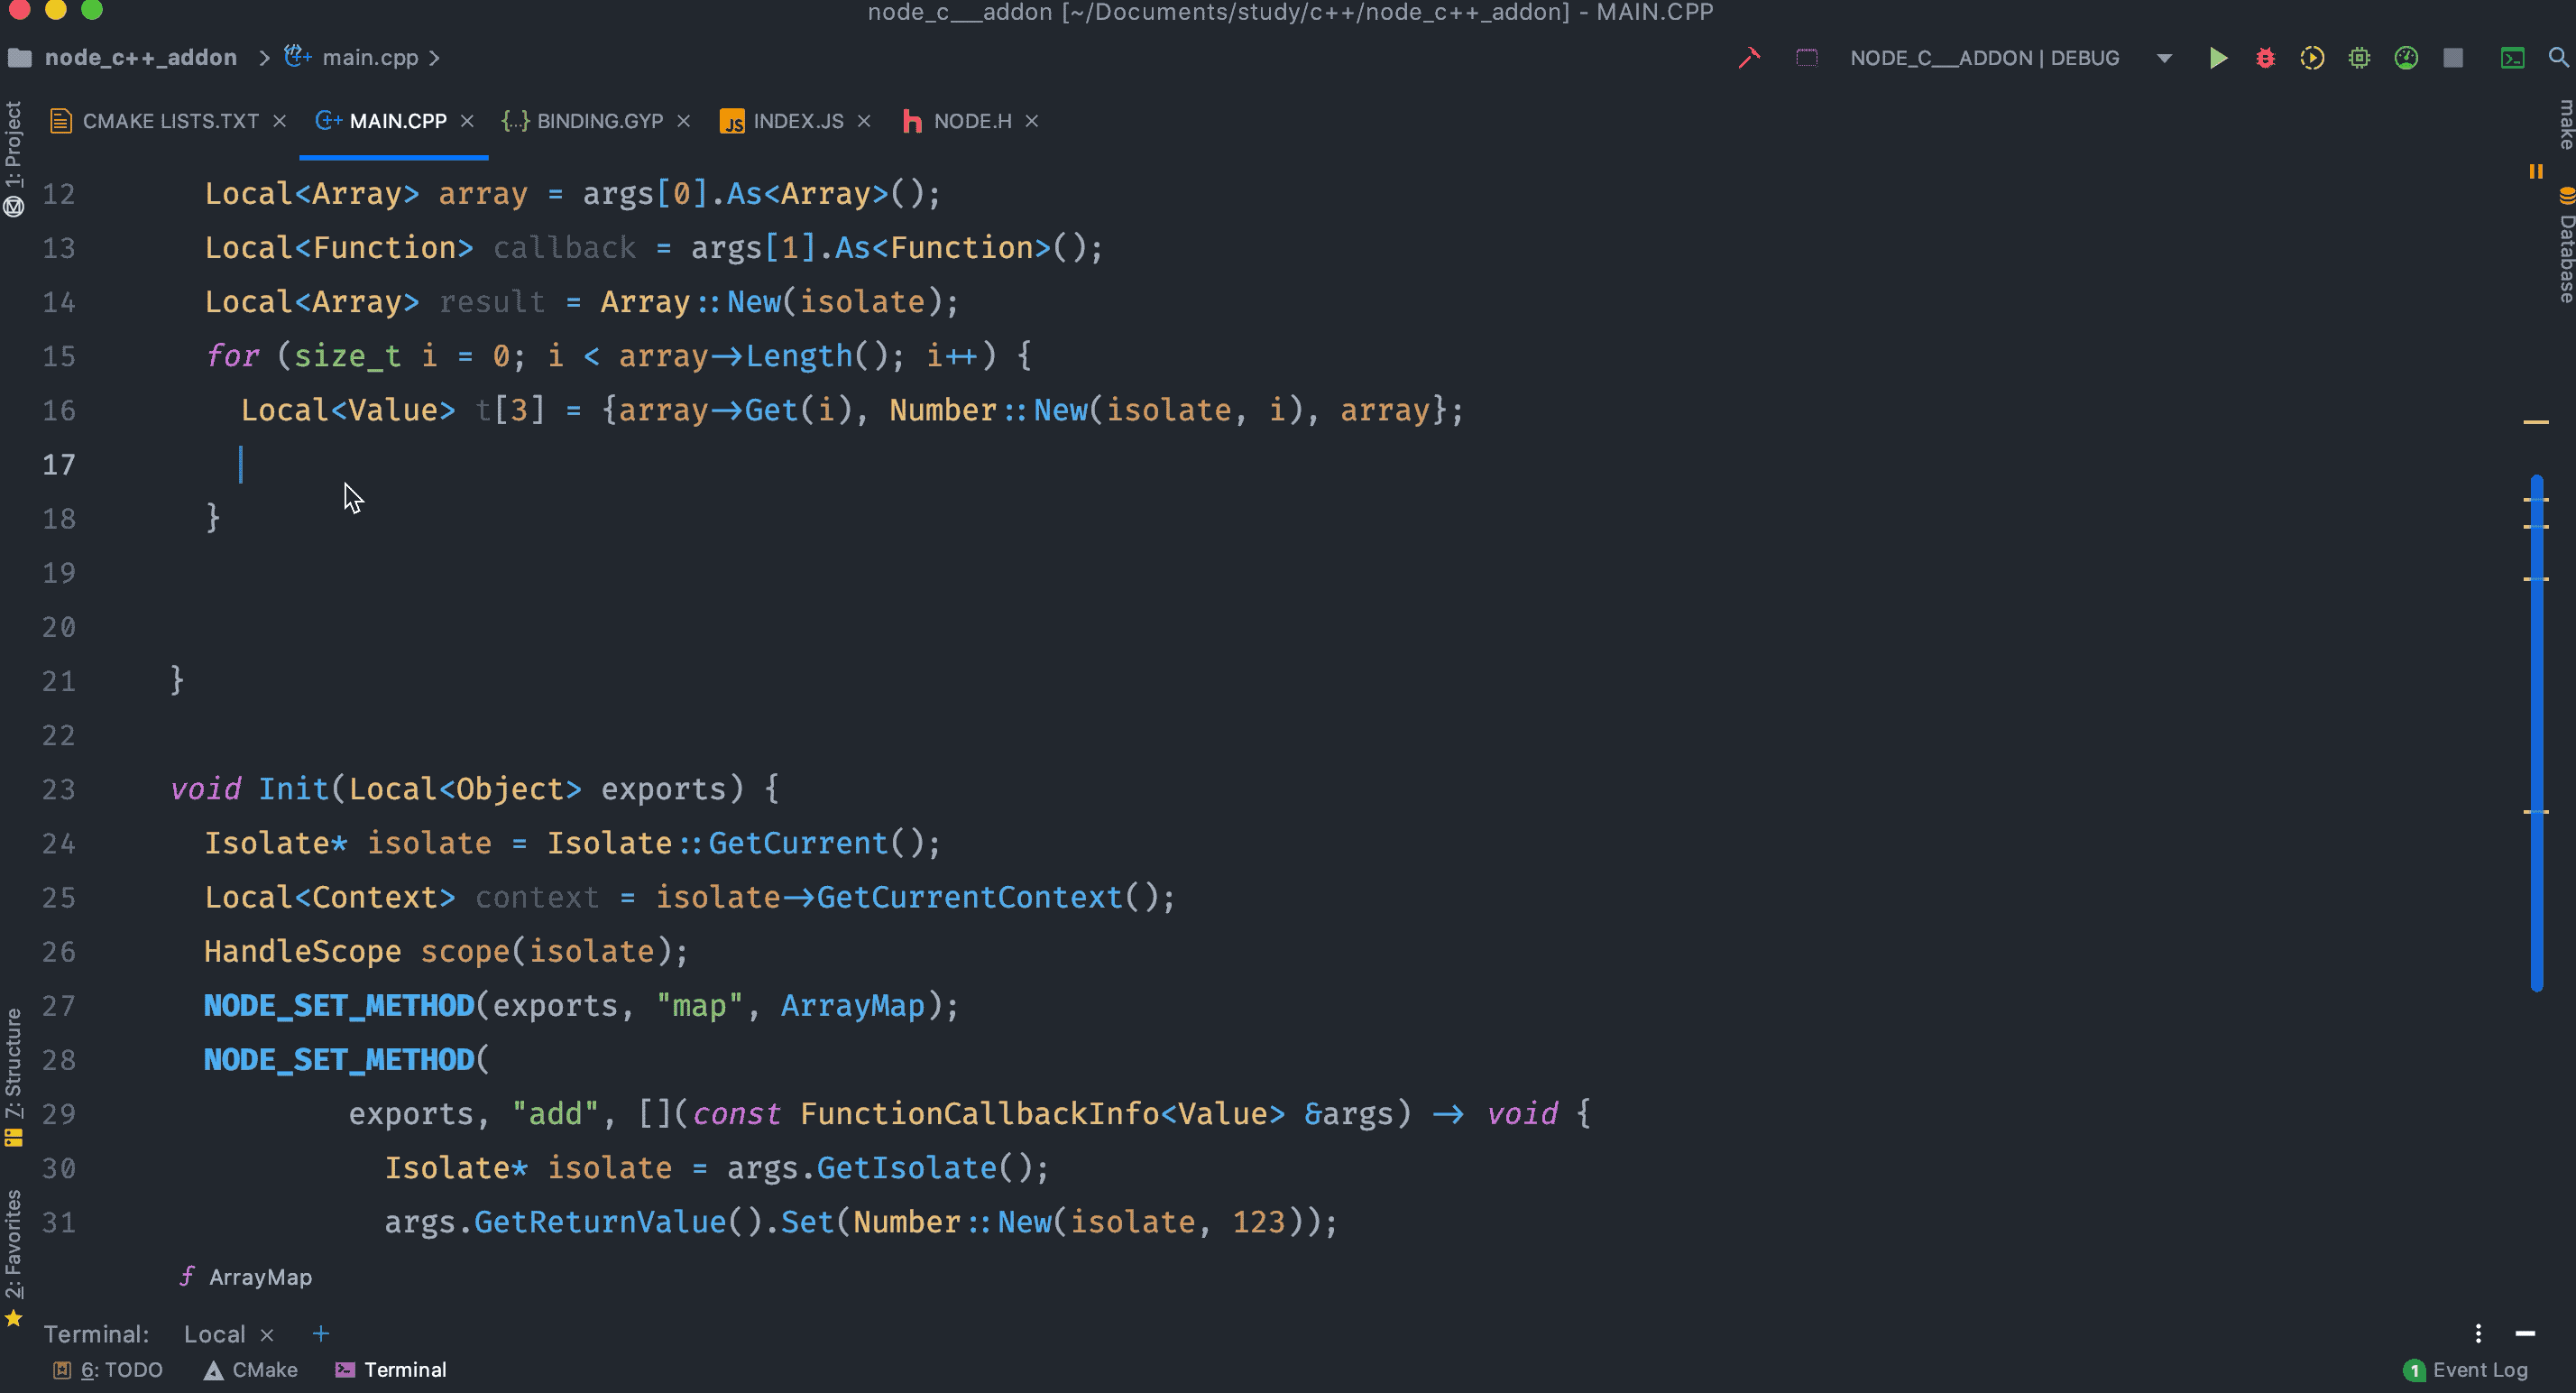 node_c__addon [~/Documents/study/c++/node_c++_addon] - MAIN.CPP
node_c++_addon > main.cpp >
NODE_C__ADDON | DEBUG
CMAKE LISTS.TXT × MAIN.CPP × BINDING.GYP × JS INDEX.JS × h NODE.H ×
1: Project
make
Database
12 Local<Array> array = args[0].As<Array>();
13 Local<Function> callback = args[1].As<Function>();
14 Local<Array> result = Array::New(isolate);
15 for (size_t i = 0; i < array->Length(); i++) {
16 Local<Value> t[3] = {array->Get(i), Number::New(isolate, i), array};
17
18 }
19
20
21 }
22
23 void Init(Local<Object> exports) {
24 Isolate* isolate = Isolate::GetCurrent();
25 Local<Context> context = isolate->GetCurrentContext();
26 HandleScope scope(isolate);
27 NODE_SET_METHOD(exports, "map", ArrayMap);
28 NODE_SET_METHOD(
29 exports, "add", [](const FunctionCallbackInfo<Value> &args) -> void {
30 Isolate* isolate = args.GetIsolate();
31 args.GetReturnValue().Set(Number::New(isolate, 123));
7: Structure
2: Favorites
f ArrayMap
Terminal: Local × +
6: TODO CMake Terminal
1 Event Log